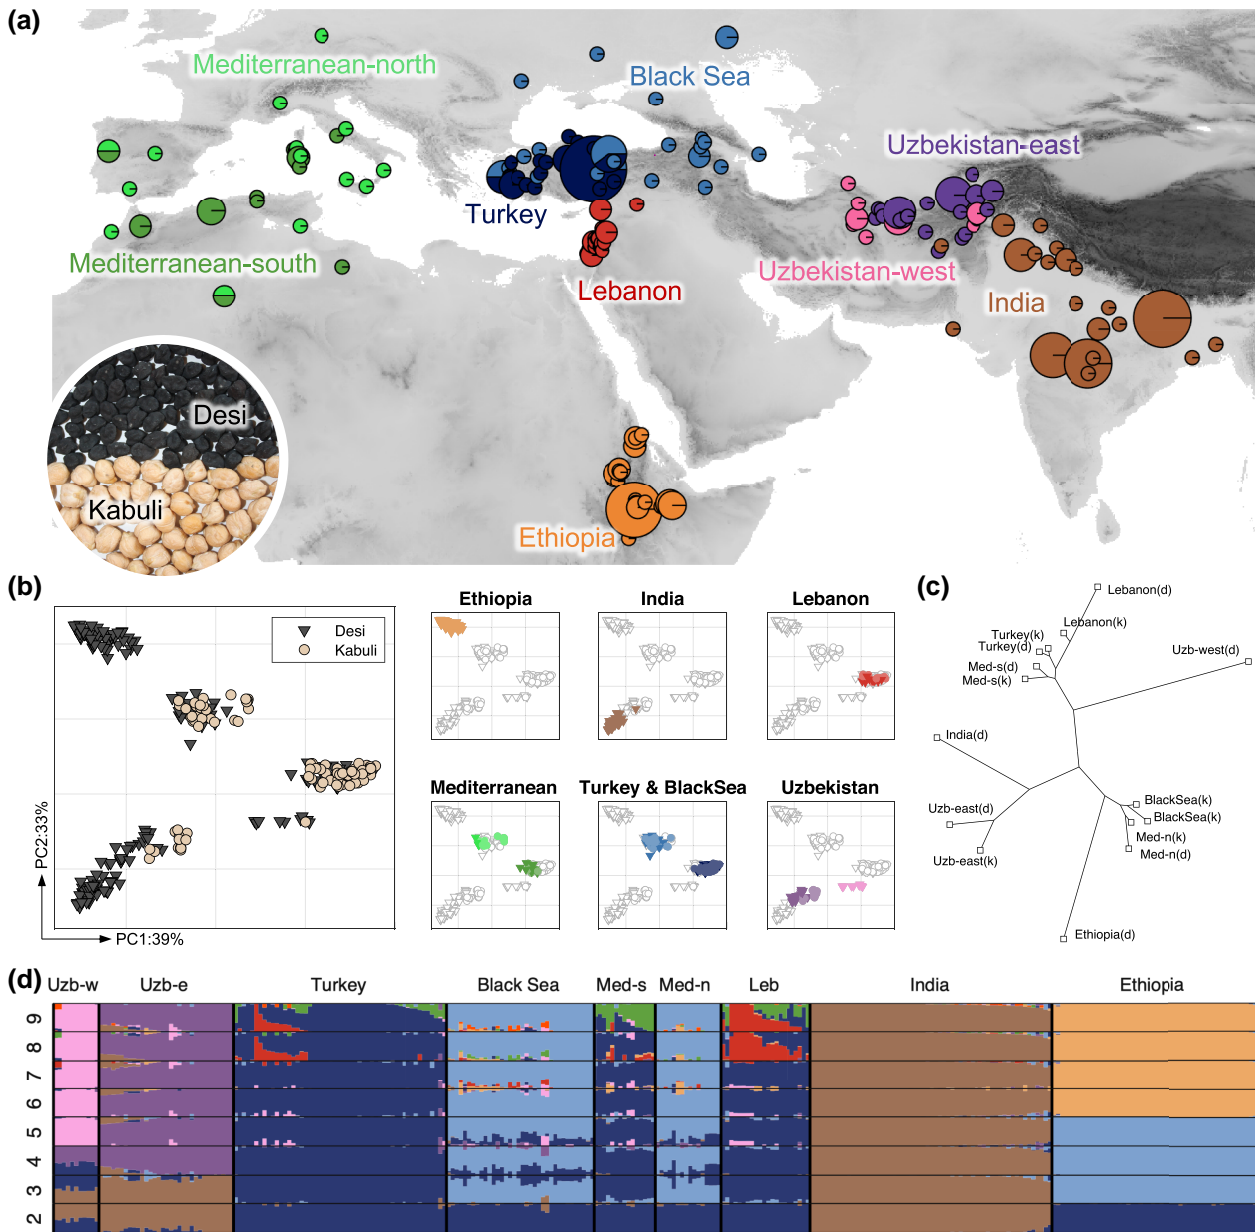 (a)
Mediterranean-north
Black Sea
Uzbekistan-east
Turkey
Mediterranean-south
Lebanon
Uzbekistan-west
India
Desi
Kabuli
Ethiopia
(b)
Desi
Kabuli
PC2:33%
PC1:39%
Ethiopia
India
Lebanon
Mediterranean
Turkey & BlackSea
Uzbekistan
(c)
Lebanon(d)
Lebanon(k)
Turkey(k)
Turkey(d)
Uzb-west(d)
Med-s(d)
Med-s(k)
India(d)
BlackSea(k)
Uzb-east(d)
BlackSea(k)
Med-n(k)
Uzb-east(k)
Med-n(d)
Ethiopia(d)
(d)
Uzb-w Uzb-e Turkey Black Sea Med-s Med-n Leb India Ethiopia
9
8
7
6
5
4
3
2